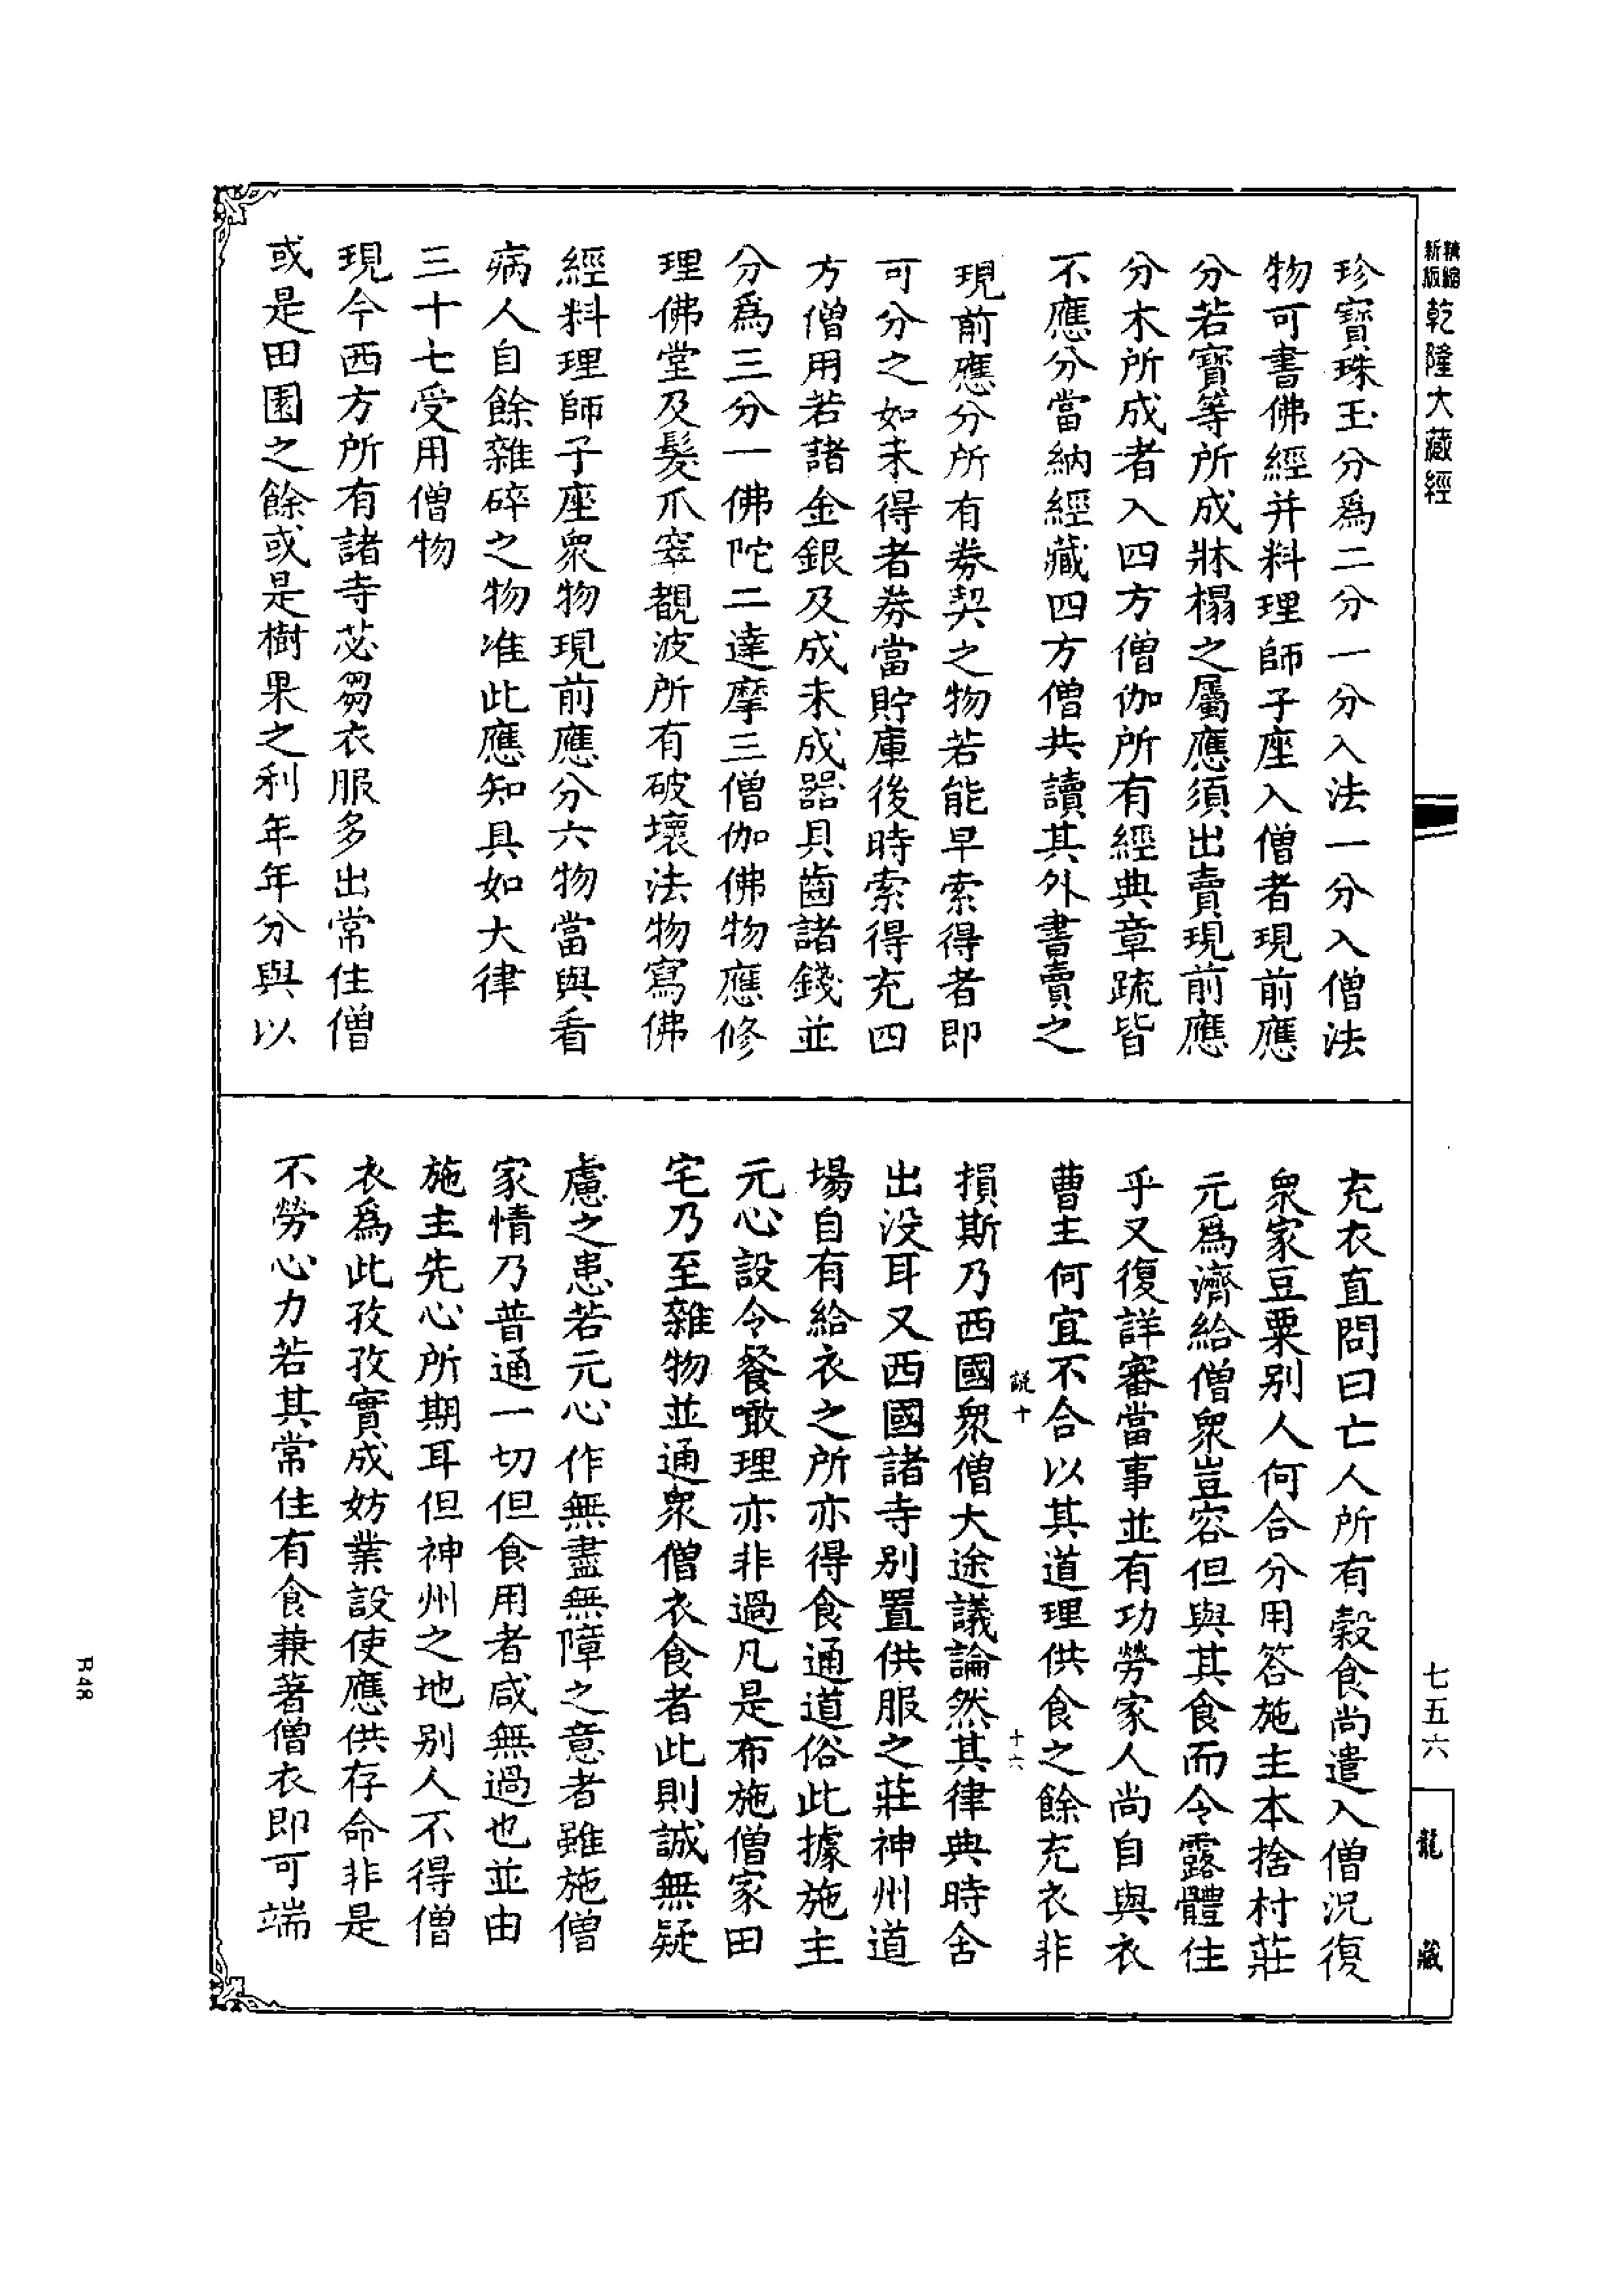 精縮
新版
乾隆大藏經
珍寶珠玉分爲二分一分入法一分入僧法
物可書佛經并料理師子座入僧者現前應
分若寶等所成牀榻之屬應須出賣現前應
分木所成者入四方僧伽所有經典章疏皆
不應分當納經藏四方僧共讀其外書賣之
現前應分所有券契之物若能早索得者即
可分之如未得者券當貯庫後時索得充四
方僧用若諸金銀及成未成器具齒諸錢並
分爲三分一佛陀二達摩三僧伽佛物應修
理佛堂及髮爪窣覩波所有破壞法物寫佛
經料理師子座衆物現前應分六物當與看
病人自餘雜碎之物准此應知具如大律
三十七受用僧物
現今西方所有諸寺苾芻衣服多出常住僧
或是田園之餘或是樹果之利年年分與以
充衣直問曰亡人所有穀食尚遣入僧況復
衆家豆粟别人何合分用答施主本捨村莊
元爲濟給僧衆豈容但與其食而令露體住
乎又復詳審當事並有功勞家人尚自與衣
曹主何宜不合以其道理供食之餘充衣非
説十
十六
損斯乃西國衆僧大途議論然其律典時舍
出没耳又西國諸寺别置供服之莊神州道
場自有給衣之所亦得食通道俗此據施主
元心設令餐噉理亦非過凡是布施僧家田
宅乃至雜物並通衆僧衣食者此則誠無疑
慮之患若元心作無盡無障之意者雖施僧
家情乃普通一切但食用者咸無過也並由
施主先心所期耳但神州之地别人不得僧
衣爲此孜孜實成妨業設使應供存命非是
不勞心力若其常住有食兼著僧衣即可端
七五六
龍藏
R48